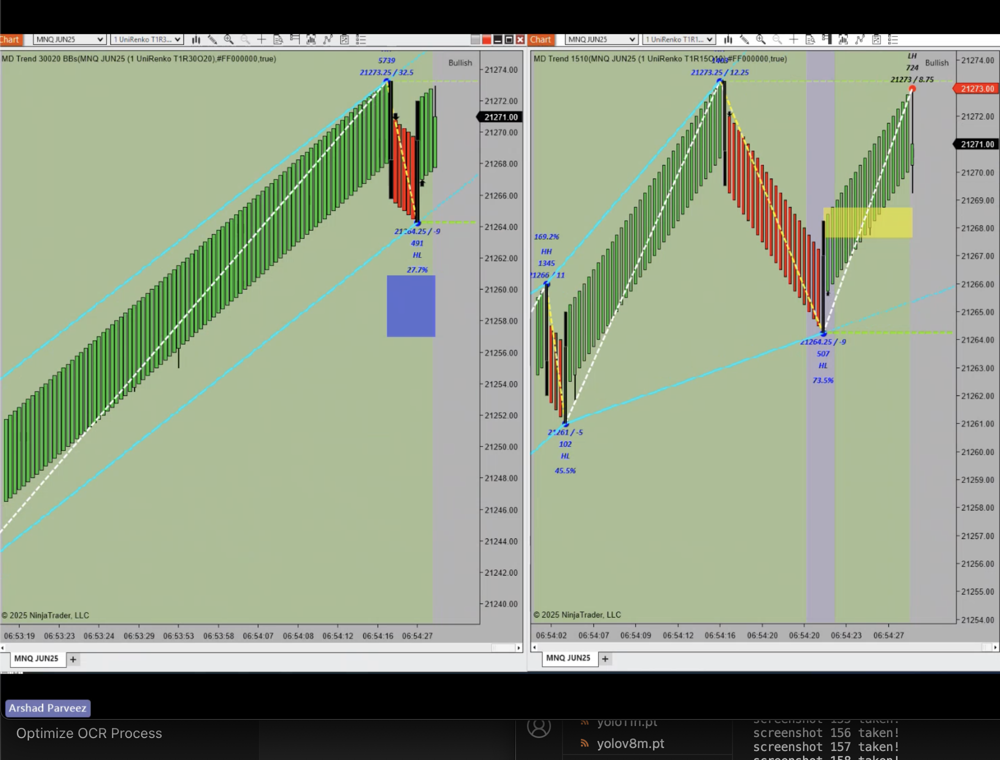 Chart
MNQ JUN25
1 UniRenko T1R3...
MD Trend 30020 BBs(MNQ JUN25 (1 UniRenko T1R30O20),#FF000000,true)
Bullish
5739
21273.25 / 32.5
21264.25 / -9
491
HL
27.7%
21274.00
21272.00
21271.00
21270.00
21268.00
21266.00
21264.00
21262.00
21260.00
21258.00
21256.00
21254.00
21252.00
21250.00
21248.00
21246.00
21244.00
21242.00
21240.00
© 2025 NinjaTrader, LLC
06:53:19 06:53:23 06:53:24 06:53:29 06:53:53 06:53:58 06:54:07 06:54:08 06:54:12 06:54:16 06:54:27
MNQ JUN25 +
Chart
MNQ JUN25
1 UniRenko T1R1...
MD Trend 1510(MNQ JUN25 (1 UniRenko T1R15O10),#FF000000,true)
Bullish
21273.25 / 12.25
LH
724
21273 / 8.75
169.2%
HH
1345
21266 / 11
21261 / -5
102
HL
45.5%
21264.25 / -9
507
HL
73.5%
21274.00
21273.00
21272.00
21271.00
21270.00
21269.00
21268.00
21267.00
21266.00
21265.00
21264.00
21263.00
21262.00
21261.00
21260.00
21259.00
21258.00
21257.00
21256.00
21255.00
21254.00
© 2025 NinjaTrader, LLC
06:54:02 06:54:07 06:54:09 06:54:12 06:54:16 06:54:20 06:54:20 06:54:23 06:54:27
MNQ JUN25 +
Arshad Parveez
Optimize OCR Process
yolo11n.pt
yolov8m.pt
screenshot 155 taken!
screenshot 156 taken!
screenshot 157 taken!
screenshot 158 taken!